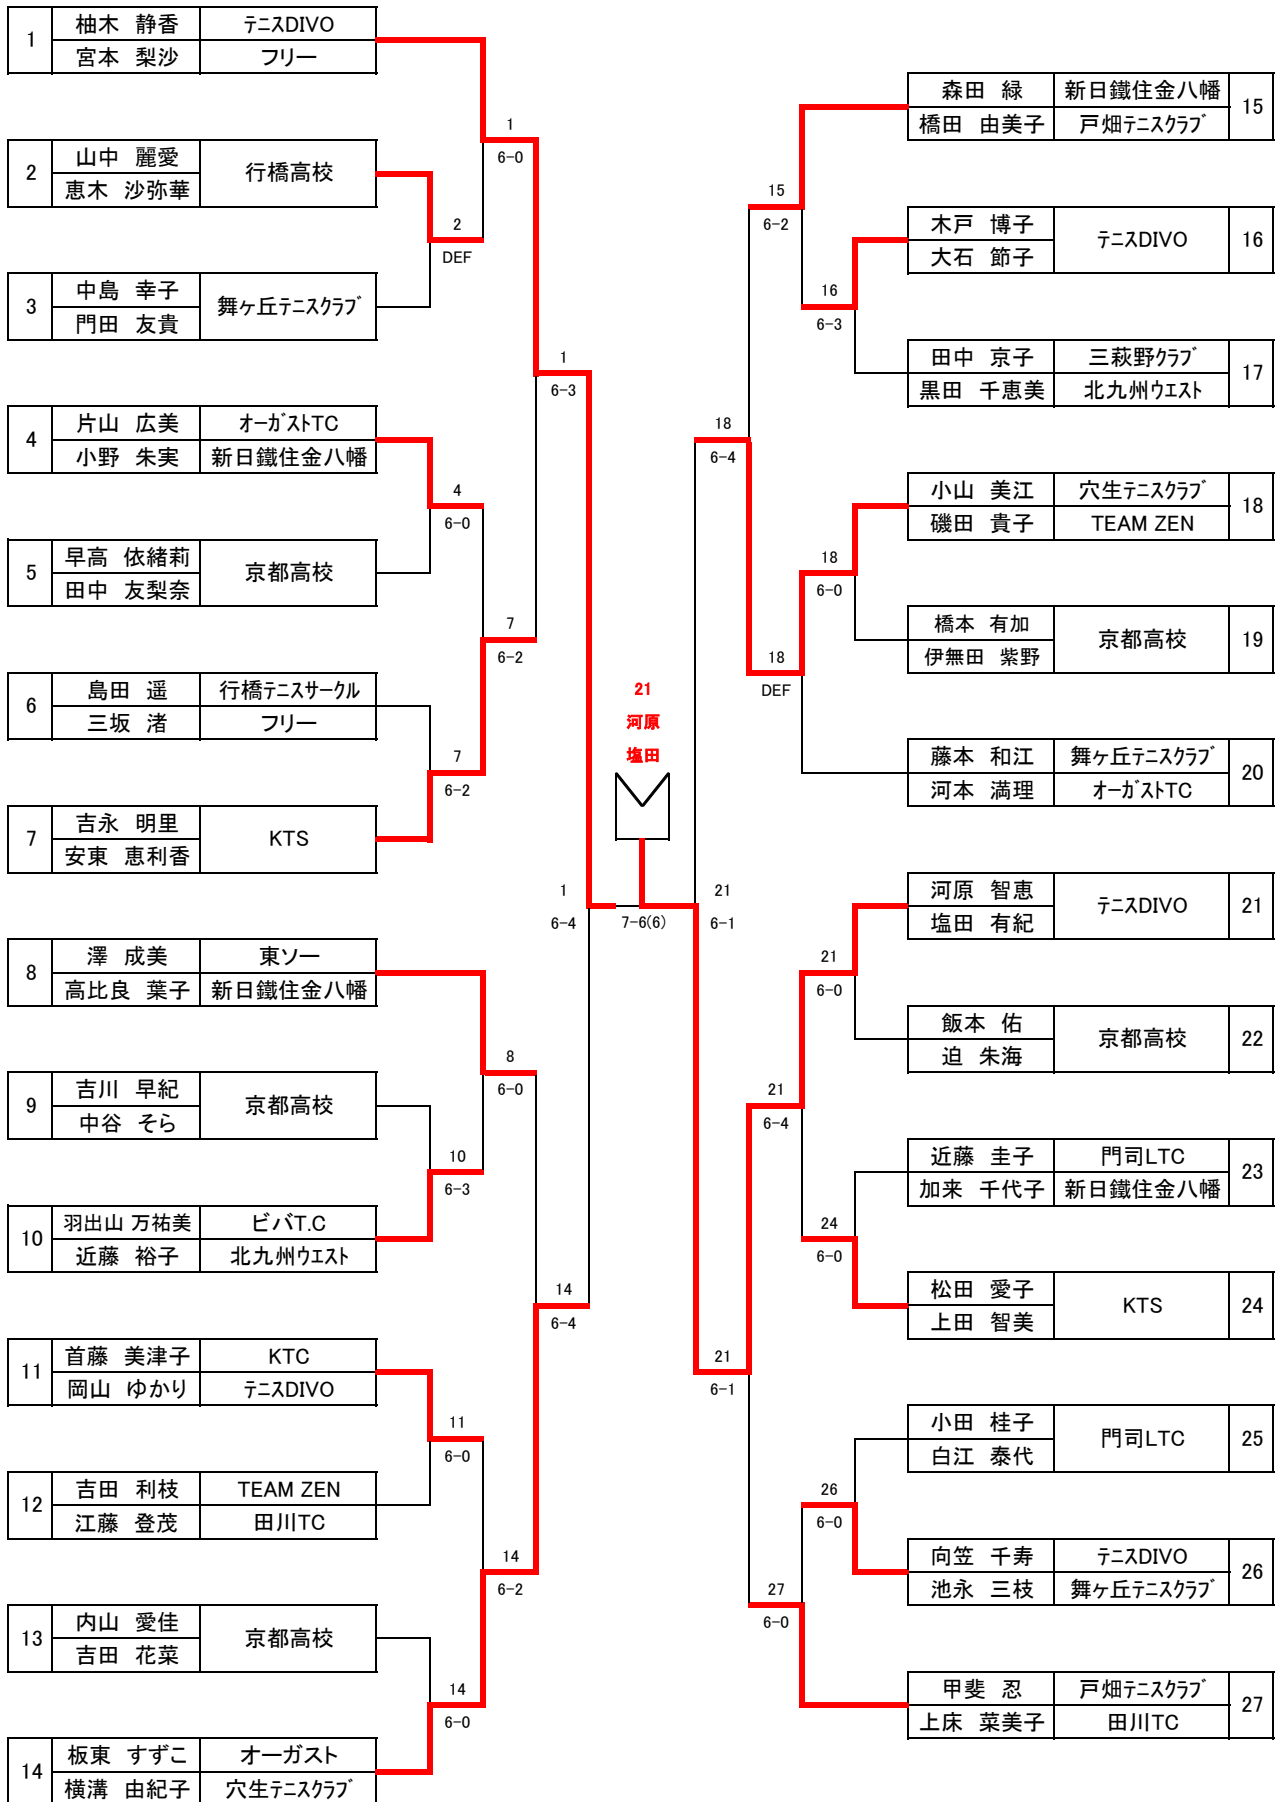 1 柚木 静香 テニスDIVO
宮本 梨沙 フリー
2 山中 麗愛 行橋高校
恵木 沙弥華
3 中島 幸子 舞ヶ丘テニスクラブ
門田 友貴
4 片山 広美 オーガストTC
小野 朱実 新日鐵住金八幡
5 早高 依緒莉 京都高校
田中 友梨奈
6 島田 遥 行橋テニスサークル
三坂 渚 フリー
7 吉永 明里 KTS
安東 恵利香
8 澤 成美 東ソー
高比良 葉子 新日鐵住金八幡
9 吉川 早紀 京都高校
中谷 そら
10 羽出山 万祐美 ビバT.C
近藤 裕子 北九州ウエスト
11 首藤 美津子 KTC
岡山 ゆかり テニスDIVO
12 吉田 利枝 TEAM ZEN
江藤 登茂 田川TC
13 内山 愛佳 京都高校
吉田 花菜
14 板東 すずこ オーガスト
横溝 由紀子 穴生テニスクラブ
2
DEF
4
6-0
7
6-2
10
6-3
11
6-0
14
6-0
1
6-0
7
6-2
8
6-0
14
6-2
1
6-3
14
6-4
1
6-4
21
河原
塩田
7-6(6)
21
6-1
18
6-4
21
6-1
15
6-2
18
DEF
21
6-4
27
6-0
16
6-3
18
6-0
21
6-0
24
6-0
26
6-0
森田 緑 新日鐵住金八幡 15
橋田 由美子 戸畑テニスクラブ
木戸 博子 テニスDIVO 16
大石 節子
田中 京子 三萩野クラブ 17
黒田 千恵美 北九州ウエスト
小山 美江 穴生テニスクラブ 18
磯田 貴子 TEAM ZEN
橋本 有加 京都高校 19
伊無田 紫野
藤本 和江 舞ヶ丘テニスクラブ 20
河本 満理 オーガストTC
河原 智恵 テニスDIVO 21
塩田 有紀
飯本 佑 京都高校 22
迫 朱海
近藤 圭子 門司LTC 23
加来 千代子 新日鐵住金八幡
松田 愛子 KTS 24
上田 智美
小田 桂子 門司LTC 25
白江 泰代
向笠 千寿 テニスDIVO 26
池永 三枝 舞ヶ丘テニスクラブ
甲斐 忍 戸畑テニスクラブ 27
上床 菜美子 田川TC